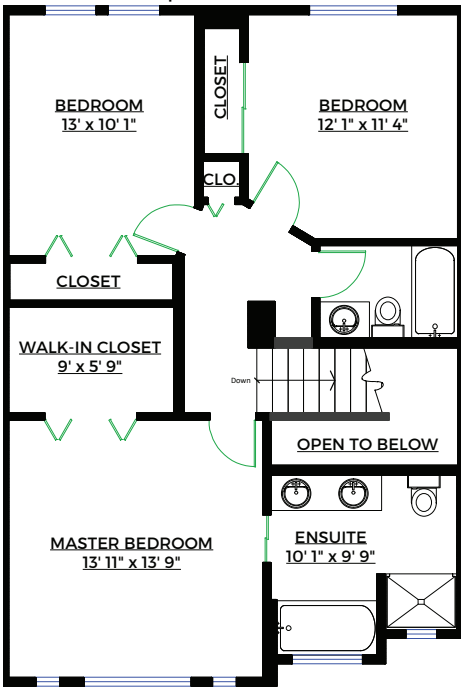 BEDROOM
13' x 10' 1"
CLOSET
BEDROOM
12' 1" x 11' 4"
CLO.
CLOSET
WALK-IN CLOSET
9' x 5' 9"
Down
OPEN TO BELOW
MASTER BEDROOM
13' 11" x 13' 9"
ENSUITE
10' 1" x 9' 9"